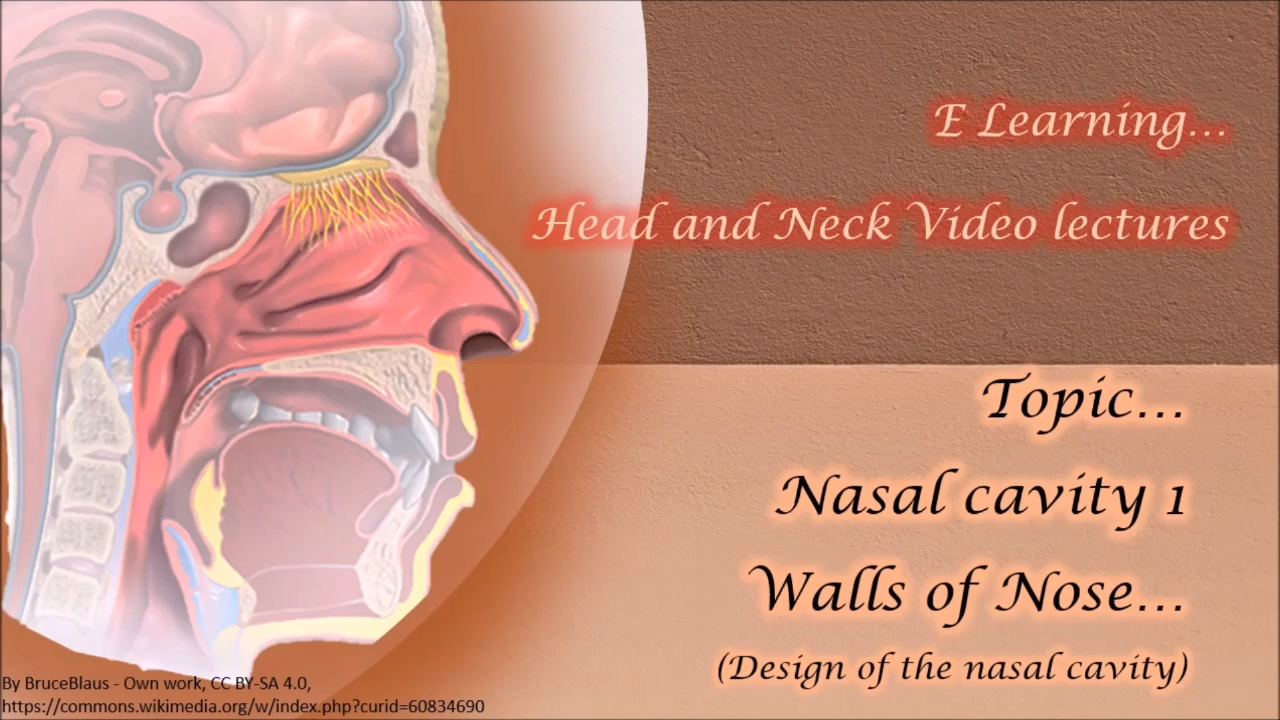 E Learning...
Head and Neck Video lectures
Topic...
Nasal cavity 1
Walls of Nose...
(Design of the nasal cavity)
By BruceBlaus - Own work, CC BY-SA 4.0,
https://commons.wikimedia.org/w/index.php?curid=60834690